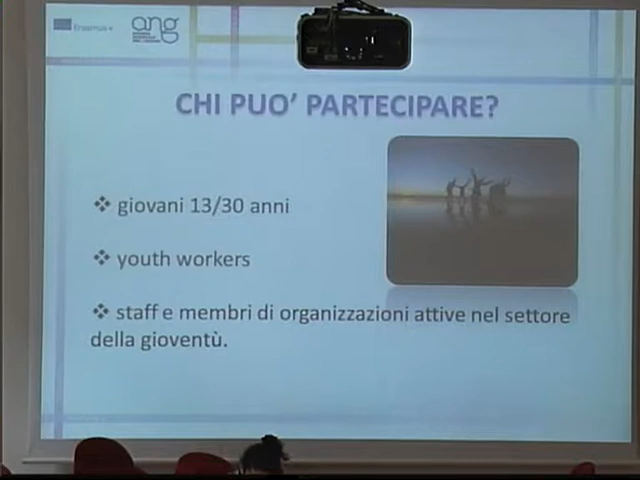 Erasmus+
ang
CHI PUO' PARTECIPARE?
giovani 13/30 anni
youth workers
staff e membri di organizzazioni attive nel settore
della gioventù.